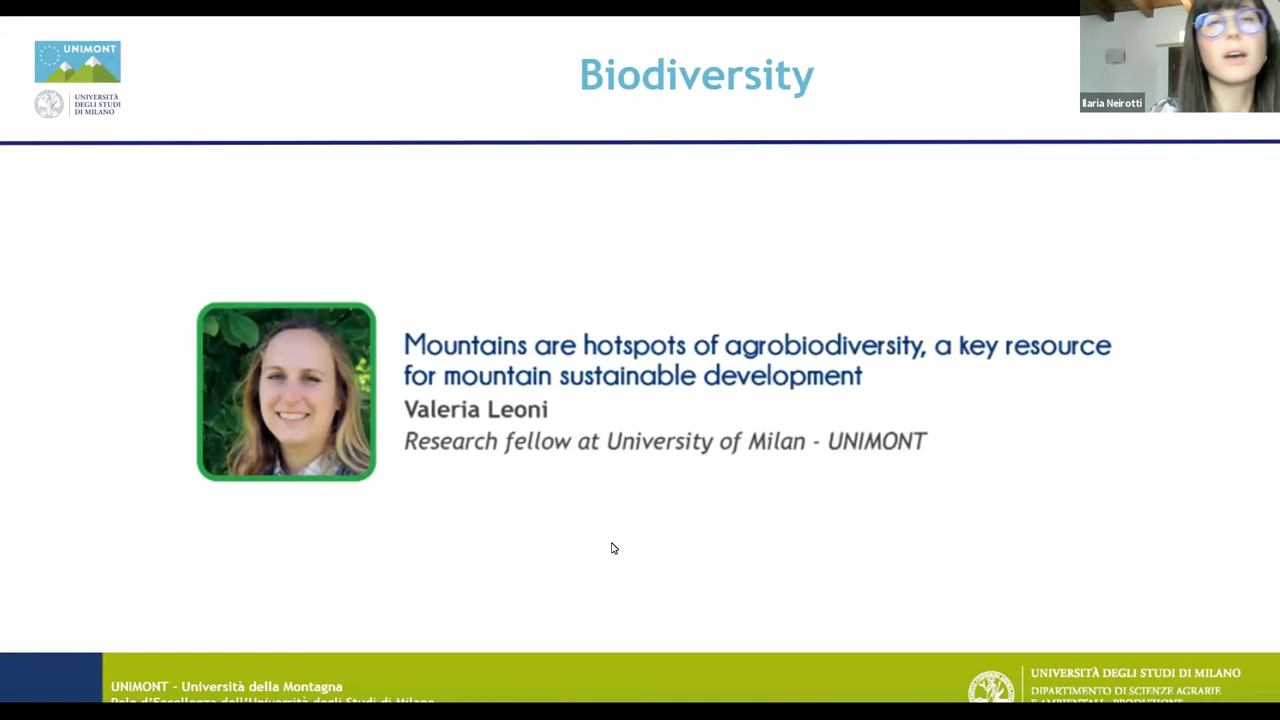 UNIMONT
UNIVERSITÀ
DEGLI STUDI
DI MILANO
Biodiversity
Ilaria Neirotti
Mountains are hotspots of agrobiodiversity, a key resource
for mountain sustainable development
Valeria Leoni
Research fellow at University of Milan - UNIMONT
UNIMONT - Università della Montagna
Polo d'Eccellenza dell'Università degli Studi di Milano
UNIVERSITÀ DEGLI STUDI DI MILANO
DIPARTIMENTO DI SCIENZE AGRARIE
E AMBIENTALI - PRODUZIONE